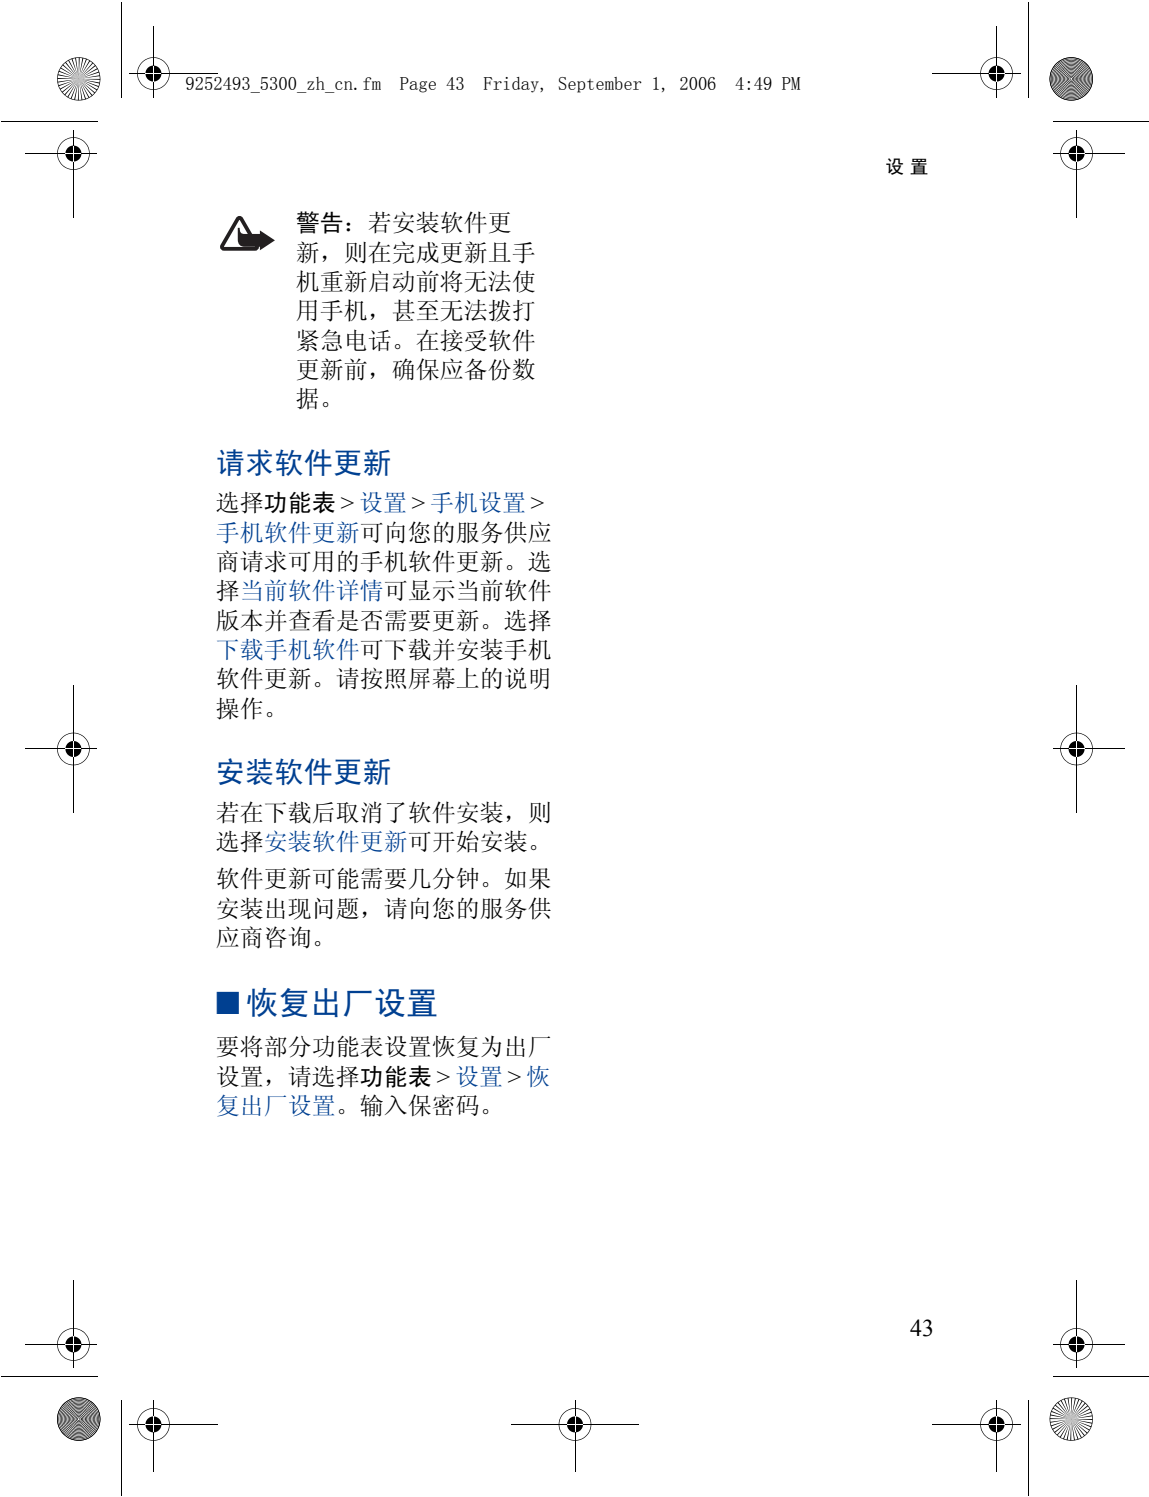 9252493_5300_zh_cn.fm Page 43 Friday, September 1, 2006 4:49 PM
设 置
警告：若安装软件更
新，则在完成更新且手
机重新启动前将无法使
用手机，甚至无法拨打
紧急电话。在接受软件
更新前，确保应备份数
据。
请求软件更新
选择功能表 > 设置 > 手机设置 >
手机软件更新可向您的服务供应
商请求可用的手机软件更新。选
择当前软件详情可显示当前软件
版本并查看是否需要更新。选择
下载手机软件可下载并安装手机
软件更新。请按照屏幕上的说明
操作。
安装软件更新
若在下载后取消了软件安装，则
选择安装软件更新可开始安装。
软件更新可能需要几分钟。如果
安装出现问题，请向您的服务供
应商咨询。
■ 恢复出厂设置
要将部分功能表设置恢复为出厂
设置，请选择功能表 > 设置 > 恢
复出厂设置。输入保密码。
43